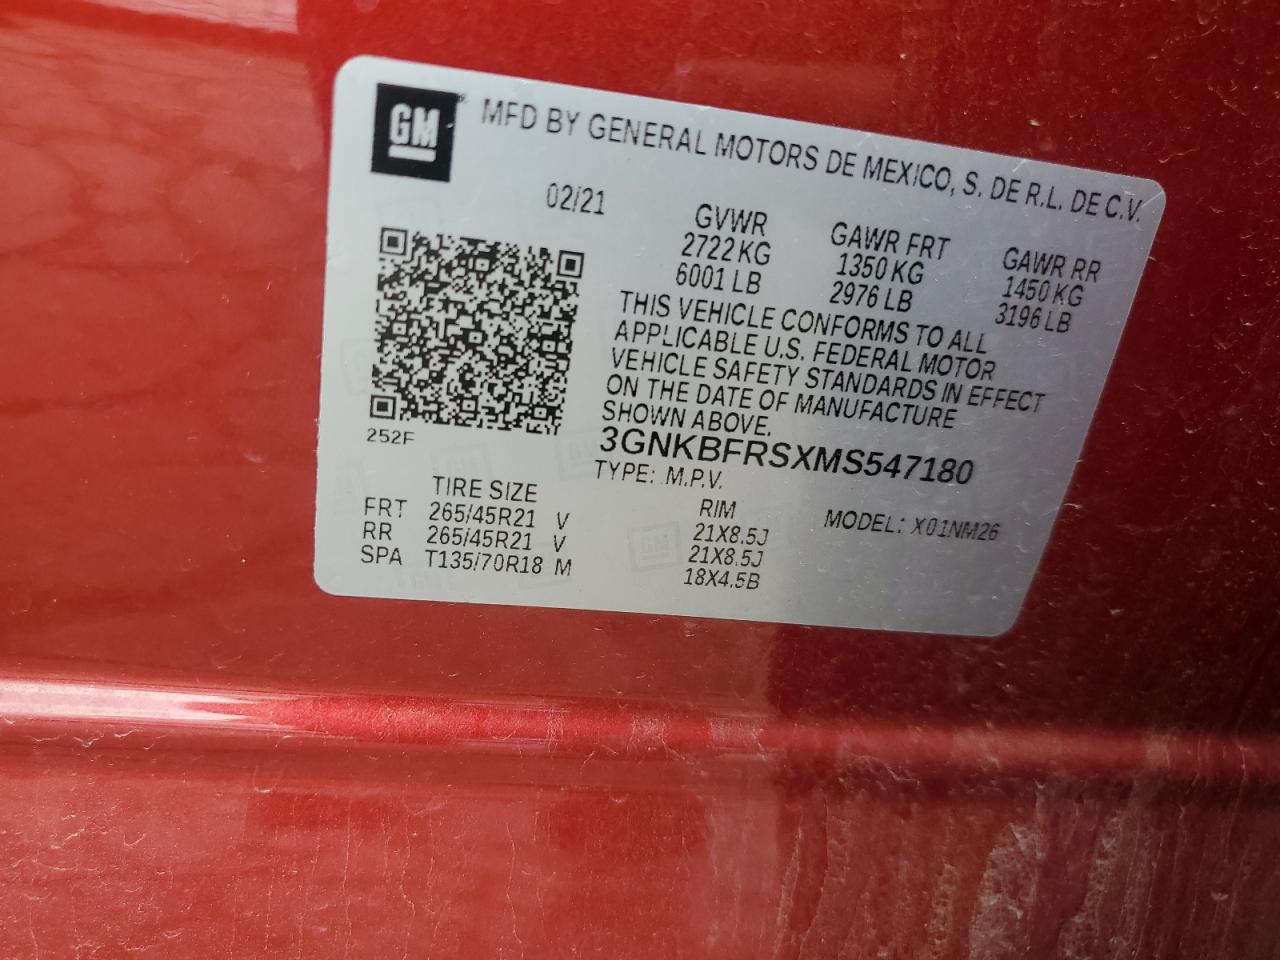 GM
MFD BY GENERAL MOTORS DE MEXICO, S. DE R.L. DE C.V.
02/21
GVWR
2722 KG
6001 LB
GAWR FRT
1350 KG
2976 LB
GAWR RR
1450 KG
3196 LB
THIS VEHICLE CONFORMS TO ALL
APPLICABLE U.S. FEDERAL MOTOR
VEHICLE SAFETY STANDARDS IN EFFECT
ON THE DATE OF MANUFACTURE
SHOWN ABOVE.
3GNKBFRSXMS547180
TYPE: M.P.V.
MODEL: X01NM26
252F
TIRE SIZE RIM
FRT 265/45R21 V 21X8.5J
RR 265/45R21 V 21X8.5J
SPA T135/70R18 M 18X4.5B